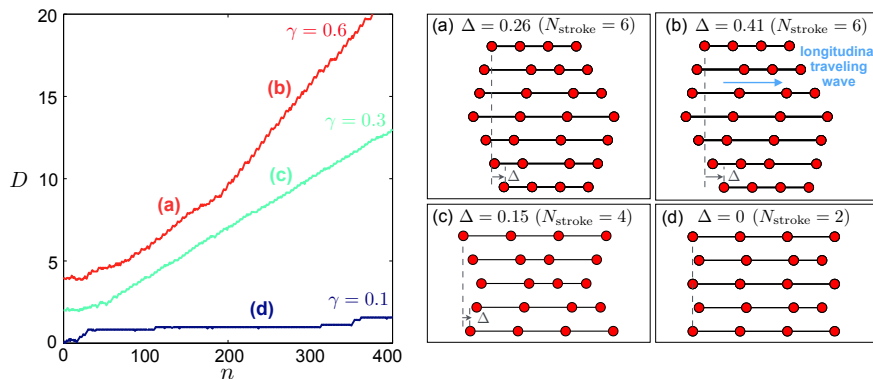 20
15
10
5
0
D
0
100
200
300
400
n
γ = 0.6
(b)
γ = 0.3
(a)
(c)
(d)
γ = 0.1
(a) Δ = 0.26 (N_stroke = 6)
Δ
(b) Δ = 0.41 (N_stroke = 6)
longitudina
traveling
wave
Δ
(c) Δ = 0.15 (N_stroke = 4)
Δ
(d) Δ = 0 (N_stroke = 2)